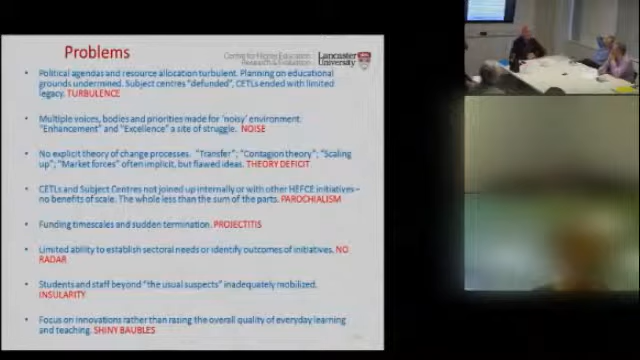 Problems
Centre for Higher Education
Research & Evaluation
Lancaster
University
• Political agendas and resource allocation turbulent. Planning on educational
grounds undermined. Subject centres "defunded", CETLs ended with limited
legacy. TURBULENCE
• Multiple voices, bodies and priorities made for 'noisy' environment.
"Enhancement" and "Excellence" a site of struggle. NOISE
• No explicit theory of change processes. "Transfer"; "Contagion theory"; "Scaling
up"; "Market forces" often implicit, but flawed ideas. THEORY DEFICIT
• CETLs and Subject Centres not joined up internally or with other HEFCE initiatives –
no benefits of scale. The whole less than the sum of the parts. PAROCHIALISM
• Funding timescales and sudden termination. PROJECTITIS
• Limited ability to establish sectoral needs or identify outcomes of initiatives. NO
RADAR
• Students and staff beyond "the usual suspects" inadequately mobilized.
INSULARITY
• Focus on innovations rather than rasing the overall quality of everyday learning
and teaching. SHINY BAUBLES